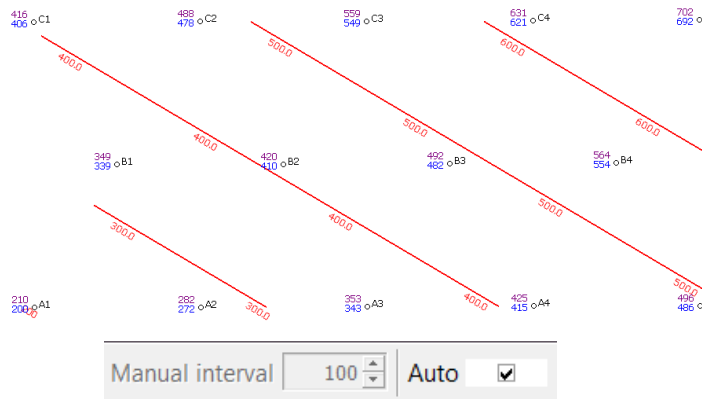 416
406 C1
488
478 C2
559
549 C3
631
621 C4
702
692
400.0
500.0
600.0
400.0
500.0
600.0
349
339 B1
420
410 B2
492
482 B3
564
554 B4
300.0
400.0
500.0
500.0
210
200 A1
282
272 A2
300.0
353
343 A3
400.0
425
415 A4
496
486
Manual interval 100 Auto